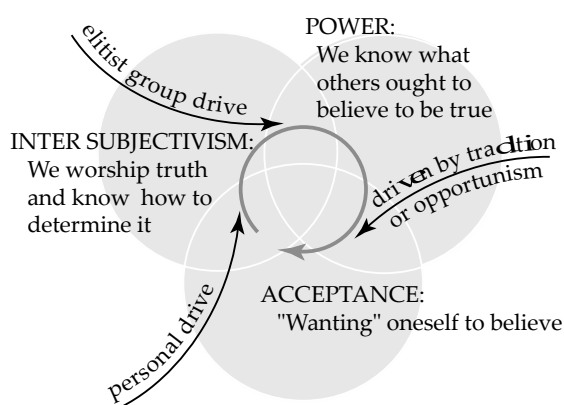 POWER:
We know what
others ought to
believe to be true
elitist group drive
INTER SUBJECTIVISM:
We worship truth
and know how to
determine it
driven by tradition
or opportunism
ACCEPTANCE:
"Wanting" oneself to believe
personal drive